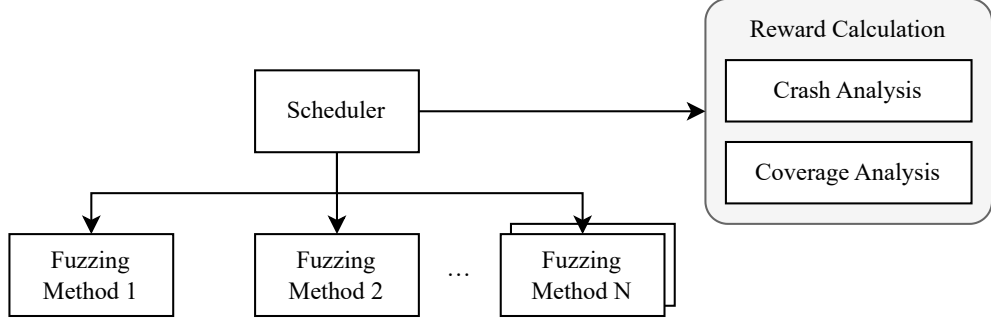 Reward Calculation
Scheduler
Crash Analysis
Coverage Analysis
Fuzzing
Method 1
Fuzzing
Method 2
...
Fuzzing
Method N